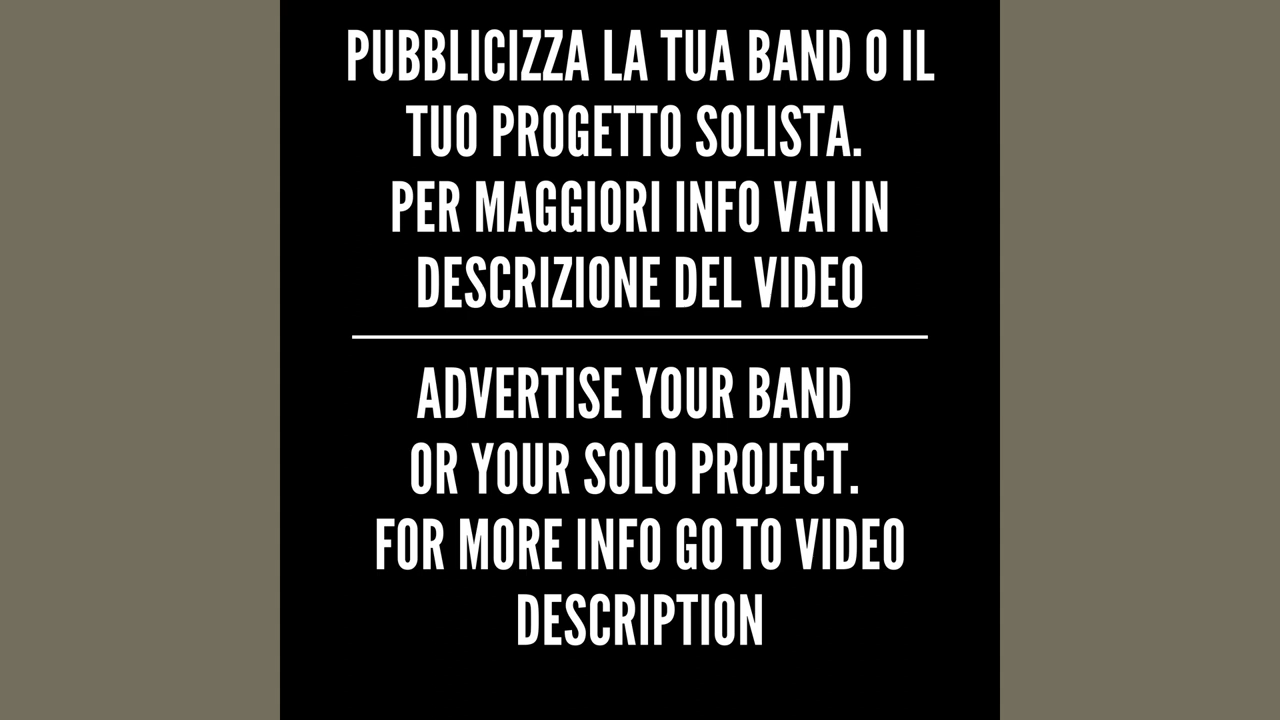 PUBBLICIZZA LA TUA BAND O IL
TUO PROGETTO SOLISTA.
PER MAGGIORI INFO VAI IN
DESCRIZIONE DEL VIDEO
ADVERTISE YOUR BAND
OR YOUR SOLO PROJECT.
FOR MORE INFO GO TO VIDEO
DESCRIPTION